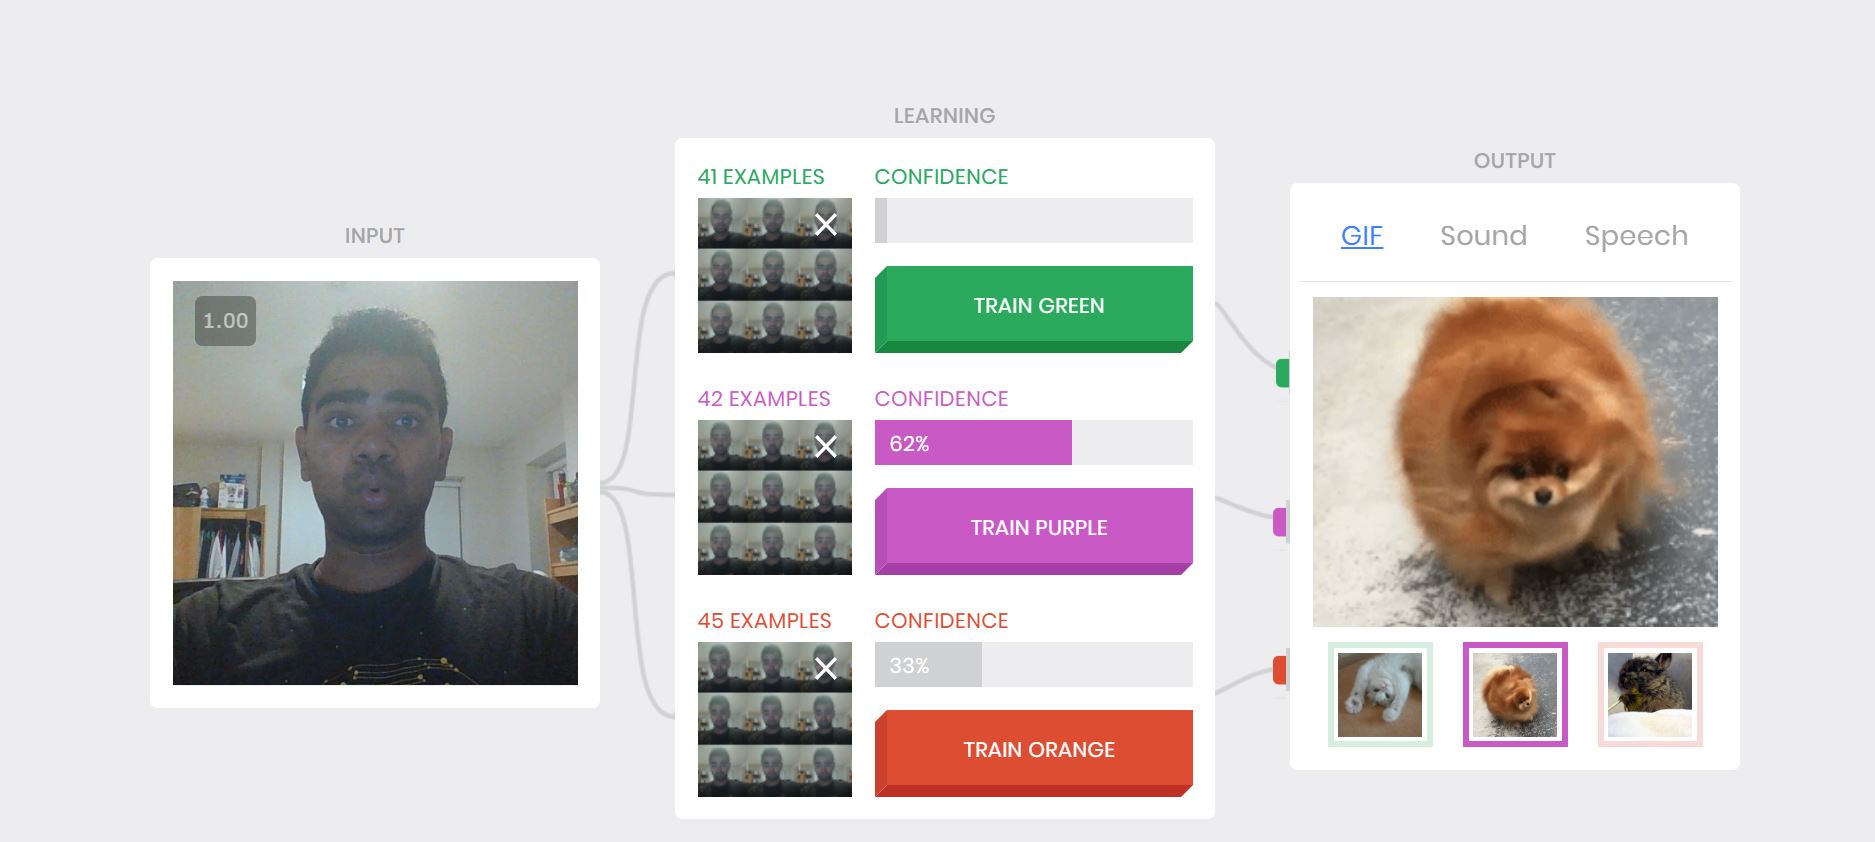 LEARNING
OUTPUT
INPUT
1.00
41 EXAMPLES
CONFIDENCE
TRAIN GREEN
42 EXAMPLES
CONFIDENCE
62%
TRAIN PURPLE
45 EXAMPLES
CONFIDENCE
33%
TRAIN ORANGE
GIF
Sound
Speech